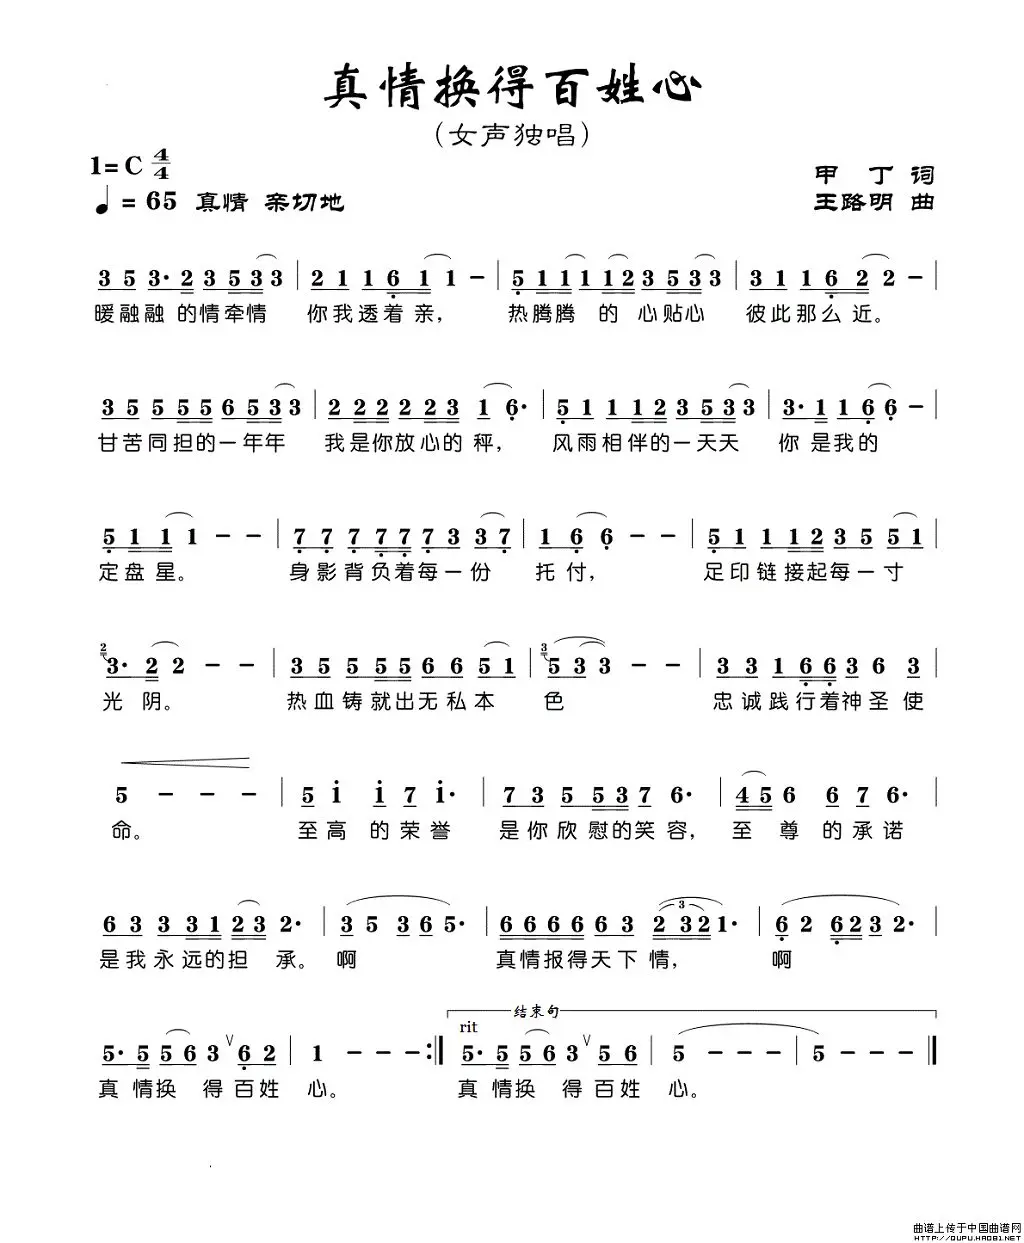 真情换得百姓心
(女声独唱)
1=C 4/4
甲 丁 词
♩= 65 真情 亲切地
王路明 曲
3 5 3· 2 3 5 3 3 | 2 1 1 6 1 1 – | 5 1 1 1 1 1 2 3 5 3 3 | 3 1 1 6 2 2 – |
暖融融 的情牵情 你我透着 亲， 热腾腾 的 心贴心 彼此那么 近。
3 5 5 5 5 6 5 3 3 | 2 2 2 2 2 3 1 6· | 5 1 1 1 2 3 5 3 3 | 3· 1 1 6 6 – |
甘苦同担的一年年 我是你放心的 秤， 风雨相伴的一天天 你 是我的
5 1 1 1 – – | 7 7 7 7 7 7 3 3 7 | 1 6 6 – – | 5 1 1 1 2 3 5 5 1 |
定盘星。 身影背负着每一份 托付， 足印链接起每一寸
2 3· 2 2 – – | 3 5 5 5 5 6 6 5 1 | 3 5 3 3 – – | 3 3 1 6 6 3 6 3 |
光 阴。 热血铸就出无私本 色 忠诚践行着神圣使
5 – – – | 5 i i 7 i· | 7 3 5 5 3 7 6· | 4 5 6 6 7 6· |
命。 至高 的荣誉 是你欣慰的笑容， 至 尊的承诺
6 3 3 3 1 2 3 2· | 3 5 3 6 5· | 6 6 6 6 6 3 2 3 2 1· | 6 2 6 2 3 2· |
3
是我永远的担 承。 啊 真情报得天下情， 啊
结束句
rit
5· 5 5 6 3 ∨ 6 2 | 1 – – – :‖ 5· 5 5 6 3 ∨ 5 6 | 5 – – – | 5 – – – ‖
真 情换 得百姓 心。 真 情换 得百姓 心。
曲谱上传于中国曲谱网
HTTP://QUPU.HAO81.NET